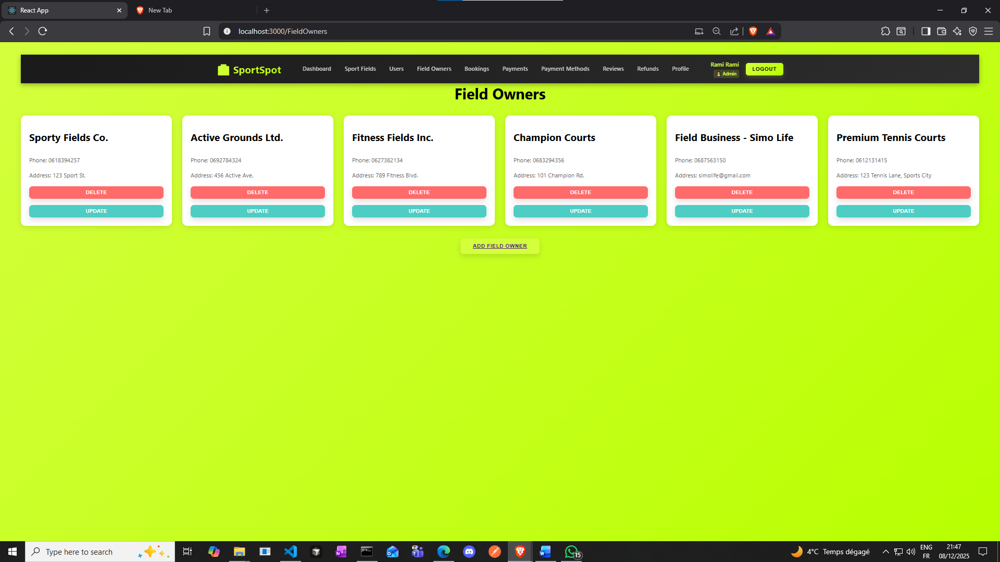 React App
New Tab
localhost:3000/FieldOwners
SportSpot
Dashboard
Sport Fields
Users
Field Owners
Bookings
Payments
Payment Methods
Reviews
Refunds
Profile
Rami Rami
Admin
LOGOUT
Field Owners
Sporty Fields Co.
Phone: 0618394257
Address: 123 Sport St.
DELETE
UPDATE
Active Grounds Ltd.
Phone: 0692784324
Address: 456 Active Ave.
DELETE
UPDATE
Fitness Fields Inc.
Phone: 0627382134
Address: 789 Fitness Blvd.
DELETE
UPDATE
Champion Courts
Phone: 0683294356
Address: 101 Champion Rd.
DELETE
UPDATE
Field Business - Simo Life
Phone: 0687563150
Address: simolife@gmail.com
DELETE
UPDATE
Premium Tennis Courts
Phone: 0612131415
Address: 123 Tennis Lane, Sports City
DELETE
UPDATE
ADD FIELD OWNER
Type here to search
15
4°C Temps dégagé
ENG
FR
21:47
08/12/2025